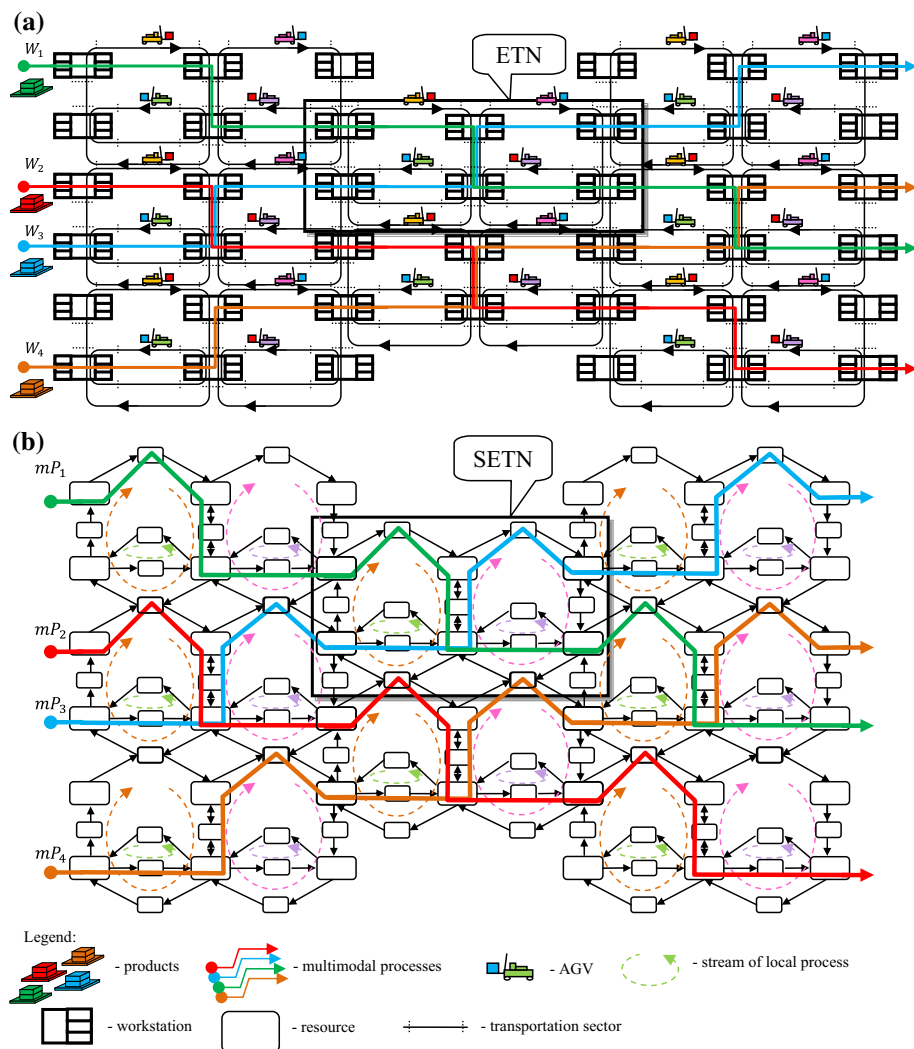 (a)
W1
ETN
W2
W3
W4
(b)
mP1
SETN
mP2
mP3
mP4
Legend:
- products
- multimodal processes
- AGV
- stream of local process
- workstation
- resource
- transportation sector